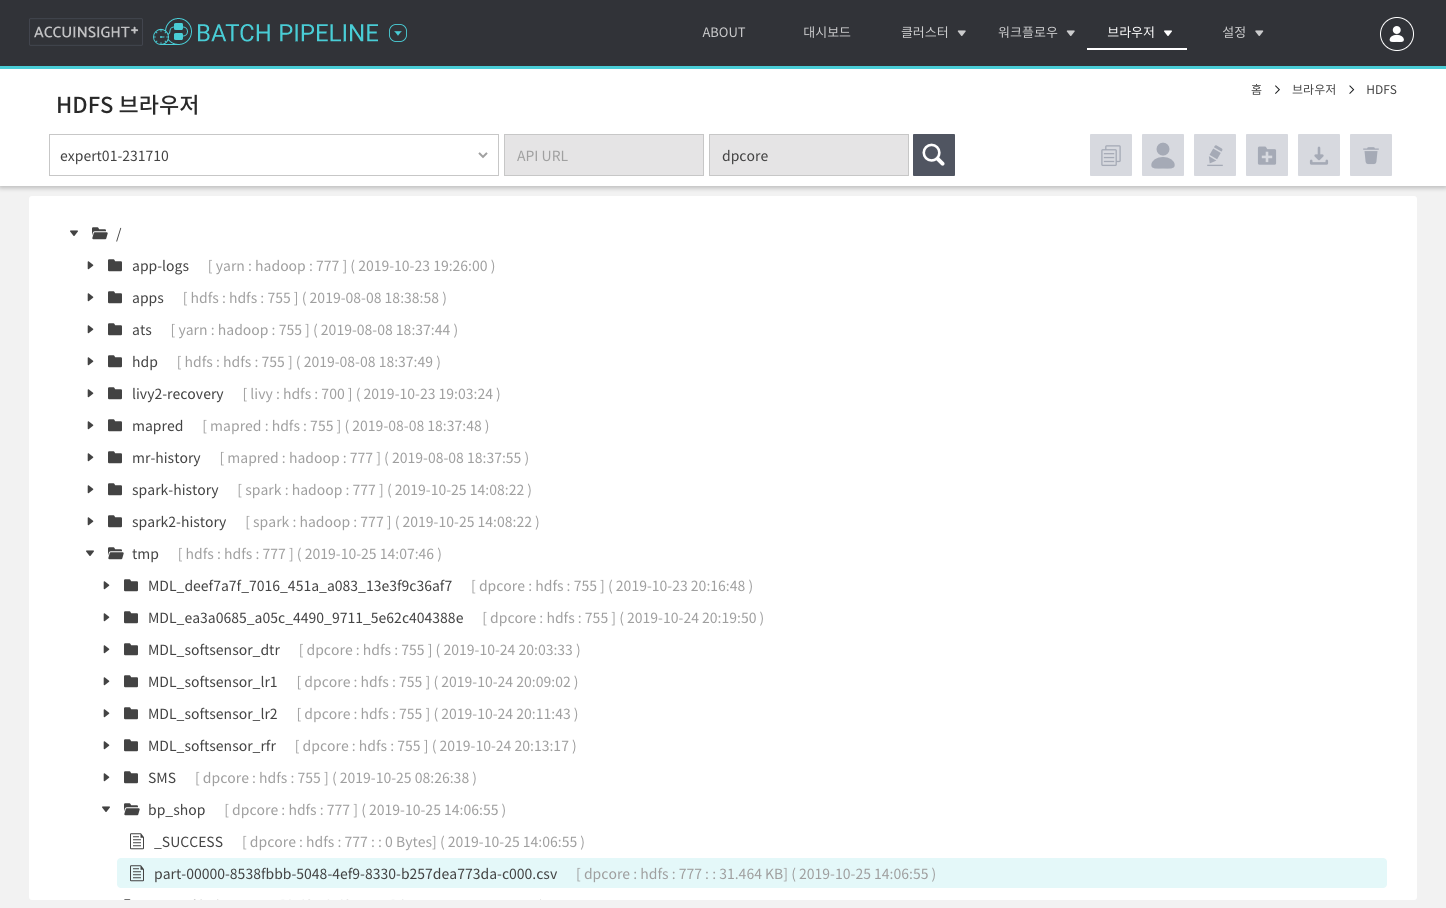 ACCUINSIGHT+ BATCH PIPELINE ABOUT 대시보드 클러스터 워크플로우 브라우저 설정
홈 > 브라우저 > HDFS
HDFS 브라우저
expert01-231710 API URL dpcore
/
app-logs [ yarn : hadoop : 777 ] ( 2019-10-23 19:26:00 )
apps [ hdfs : hdfs : 755 ] ( 2019-08-08 18:38:58 )
ats [ yarn : hadoop : 755 ] ( 2019-08-08 18:37:44 )
hdp [ hdfs : hdfs : 755 ] ( 2019-08-08 18:37:49 )
livy2-recovery [ livy : hdfs : 700 ] ( 2019-10-23 19:03:24 )
mapred [ mapred : hdfs : 755 ] ( 2019-08-08 18:37:48 )
mr-history [ mapred : hadoop : 777 ] ( 2019-08-08 18:37:55 )
spark-history [ spark : hadoop : 777 ] ( 2019-10-25 14:08:22 )
spark2-history [ spark : hadoop : 777 ] ( 2019-10-25 14:08:22 )
tmp [ hdfs : hdfs : 777 ] ( 2019-10-25 14:07:46 )
MDL_deef7a7f_7016_451a_a083_13e3f9c36af7 [ dpcore : hdfs : 755 ] ( 2019-10-23 20:16:48 )
MDL_ea3a0685_a05c_4490_9711_5e62c404388e [ dpcore : hdfs : 755 ] ( 2019-10-24 20:19:50 )
MDL_softsensor_dtr [ dpcore : hdfs : 755 ] ( 2019-10-24 20:03:33 )
MDL_softsensor_lr1 [ dpcore : hdfs : 755 ] ( 2019-10-24 20:09:02 )
MDL_softsensor_lr2 [ dpcore : hdfs : 755 ] ( 2019-10-24 20:11:43 )
MDL_softsensor_rfr [ dpcore : hdfs : 755 ] ( 2019-10-24 20:13:17 )
SMS [ dpcore : hdfs : 755 ] ( 2019-10-25 08:26:38 )
bp_shop [ dpcore : hdfs : 777 ] ( 2019-10-25 14:06:55 )
_SUCCESS [ dpcore : hdfs : 777 : : 0 Bytes] ( 2019-10-25 14:06:55 )
part-00000-8538fbbb-5048-4ef9-8330-b257dea773da-c000.csv [ dpcore : hdfs : 777 : : 31.464 KB] ( 2019-10-25 14:06:55 )